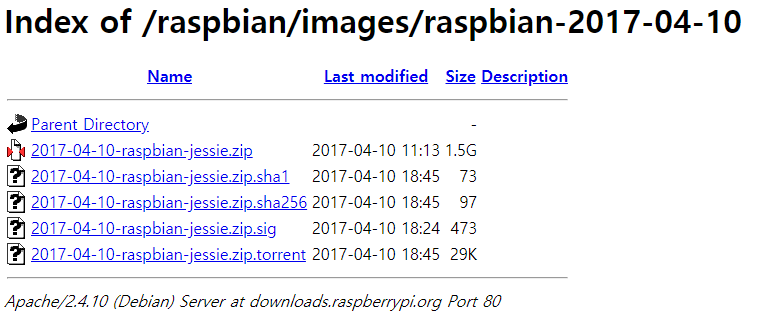 Index of /raspbian/images/raspbian-2017-04-10
Name Last modified Size Description
Parent Directory -
2017-04-10-raspbian-jessie.zip 2017-04-10 11:13 1.5G
2017-04-10-raspbian-jessie.zip.sha1 2017-04-10 18:45 73
2017-04-10-raspbian-jessie.zip.sha256 2017-04-10 18:45 97
2017-04-10-raspbian-jessie.zip.sig 2017-04-10 18:24 473
2017-04-10-raspbian-jessie.zip.torrent 2017-04-10 18:45 29K
Apache/2.4.10 (Debian) Server at downloads.raspberrypi.org Port 80